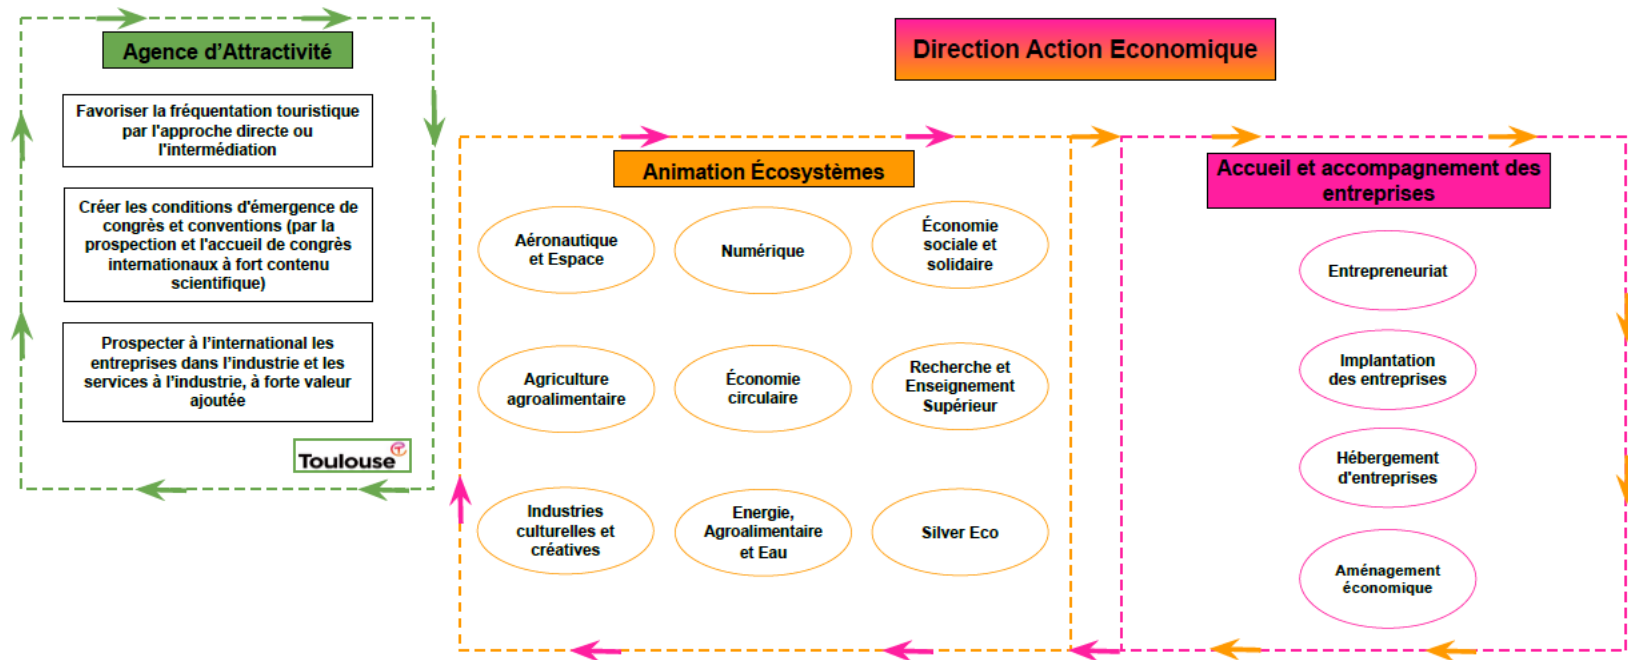 Agence d'Attractivité
Favoriser la fréquentation touristique
par l'approche directe ou
l'intermédiation
Créer les conditions d'émergence de
congrès et conventions (par la
prospection et l'accueil de congrès
internationaux à fort contenu
scientifique)
Prospecter à l'international les
entreprises dans l'industrie et les
services à l'industrie, à forte valeur
ajoutée
Toulouse
Direction Action Economique
Animation Écosystèmes
Aéronautique
et Espace
Numérique
Économie
sociale et
solidaire
Agriculture
agroalimentaire
Économie
circulaire
Recherche et
Enseignement
Supérieur
Industries
culturelles et
créatives
Energie,
Agroalimentaire
et Eau
Silver Eco
Accueil et accompagnement des
entreprises
Entrepreneuriat
Implantation
des entreprises
Hébergement
d'entreprises
Aménagement
économique